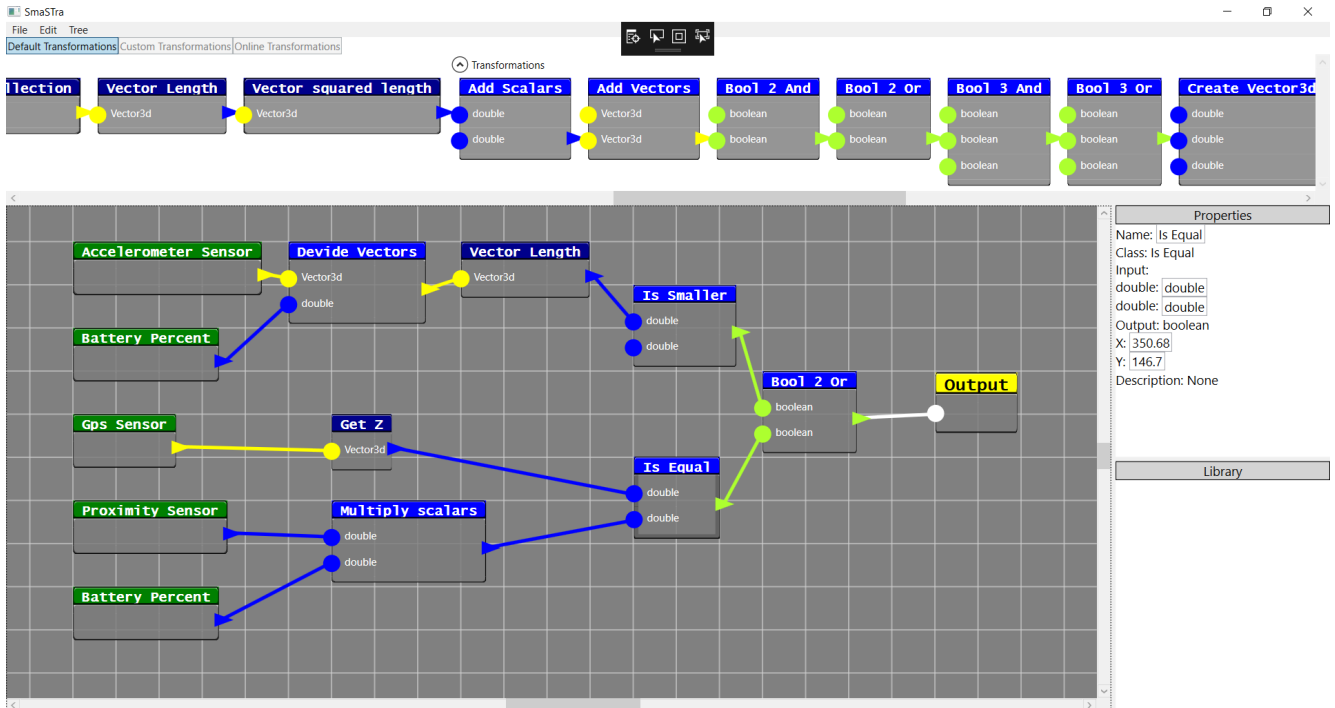 SmaSTra
File Edit Tree
Default Transformations Custom Transformations Online Transformations
Transformations
llection
Vector Length
Vector3d
Vector squared length
Vector3d
Add Scalars
double
double
Add Vectors
Vector3d
Vector3d
Bool 2 And
boolean
boolean
Bool 2 Or
boolean
boolean
Bool 3 And
boolean
boolean
boolean
Bool 3 Or
boolean
boolean
boolean
Create Vector3d
double
double
double
Accelerometer Sensor
Devide Vectors
Vector3d
double
Vector Length
Vector3d
Battery Percent
Is Smaller
double
double
Bool 2 Or
boolean
boolean
Output
Gps Sensor
Get Z
Vector3d
Is Equal
double
double
Proximity Sensor
Multiply scalars
double
double
Battery Percent
Properties
Name: Is Equal
Class: Is Equal
Input:
double: double
double: double
Output: boolean
X: 350.68
Y: 146.7
Description: None
Library